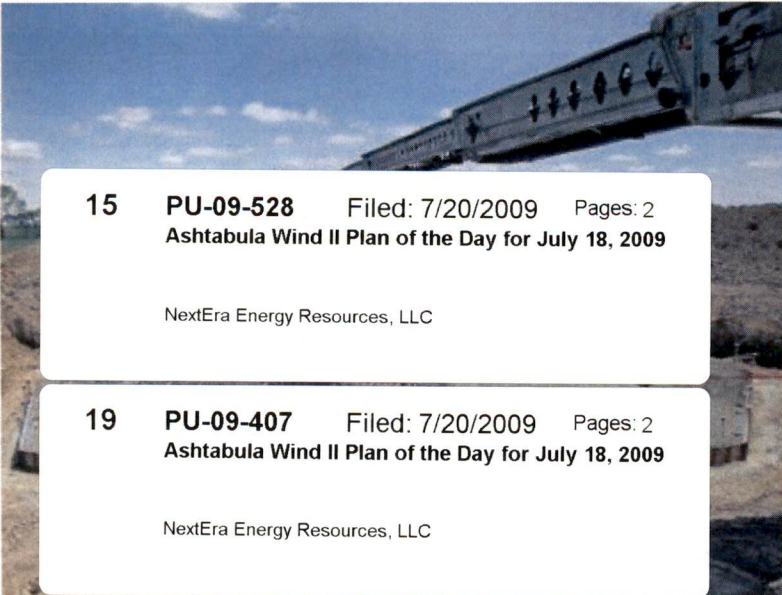 15 PU-09-528 Filed: 7/20/2009 Pages: 2
Ashtabula Wind II Plan of the Day for July 18, 2009
NextEra Energy Resources, LLC
19 PU-09-407 Filed: 7/20/2009 Pages: 2
Ashtabula Wind II Plan of the Day for July 18, 2009
NextEra Energy Resources, LLC